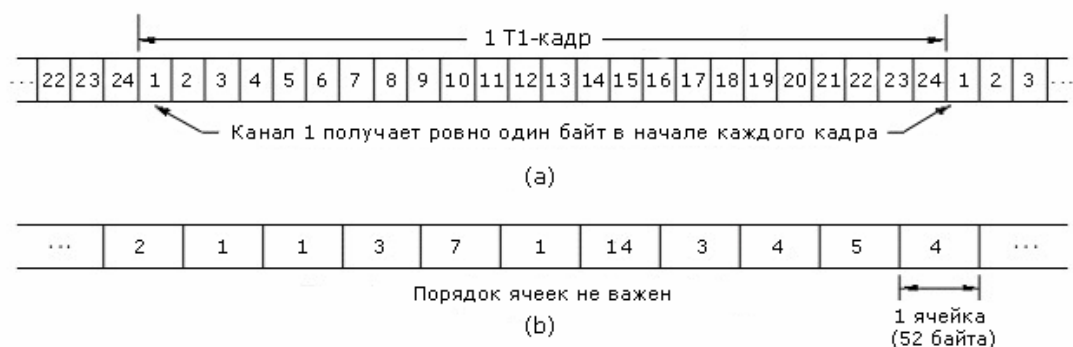 1 T1-кадр
... 22 23 24 1 2 3 4 5 6 7 8 9 10 11 12 13 14 15 16 17 18 19 20 21 22 23 24 1 2 3 ...
Канал 1 получает ровно один байт в начале каждого кадра
(a)
... 2 1 1 3 7 1 14 3 4 5 4 ...
Порядок ячеек не важен
1 ячейка
(52 байта)
(b)